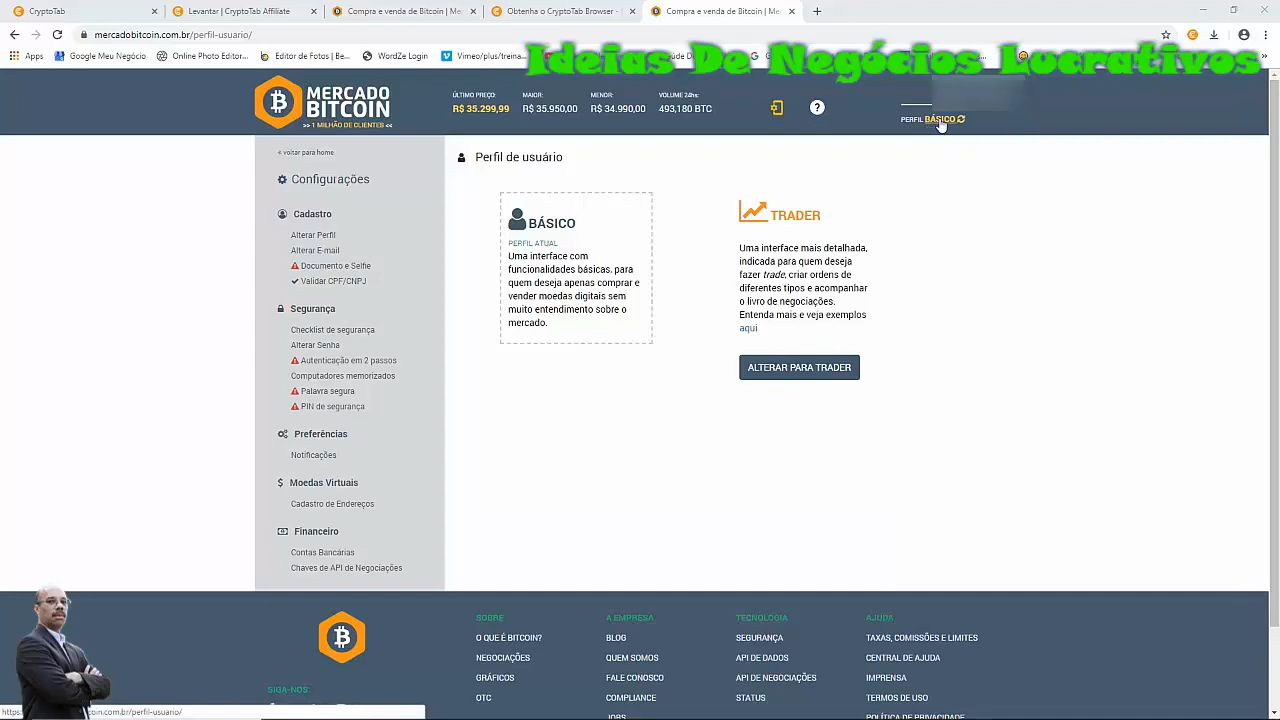 CryptoTab
Levantar | CryptoTab Affiliate
Compra e venda de Bitcoin | Me
Obtenha o CryptoTab Browser -
Compra e venda de Bitcoin | Me
mercadobitcoin.com.br/perfil-usuario/
Apps
Google Meu Negócio
Online Photo Editor...
Editor de Fotos | Be...
WordZe Login
Vimeo/plus/treina...
Ideias De Negócios Lucrativos
MERCADO
BITCOIN
>> 1 MILHÃO DE CLIENTES <<
ÚLTIMO PREÇO:
R$ 35.299,99
MAIOR:
R$ 35.950,00
MENOR:
R$ 34.990,00
VOLUME 24hs:
493,180 BTC
?
PERFIL BÁSICO
< voltar para home
Configurações
Cadastro
Alterar Perfil
Alterar E-mail
Documento e Selfie
Validar CPF/CNPJ
Segurança
Checklist de segurança
Alterar Senha
Autenticação em 2 passos
Computadores memorizados
Palavra segura
PIN de segurança
Preferências
Notificações
$ Moedas Virtuais
Cadastro de Endereços
Financeiro
Contas Bancárias
Chaves de API de Negociações
Perfil de usuário
BÁSICO
PERFIL ATUAL
Uma interface com
funcionalidades básicas, para
quem deseja apenas comprar e
vender moedas digitais sem
muito entendimento sobre o
mercado.
TRADER
Uma interface mais detalhada,
indicada para quem deseja
fazer trade, criar ordens de
diferentes tipos e acompanhar
o livro de negociações.
Entenda mais e veja exemplos
aqui
ALTERAR PARA TRADER
SIGA-NOS:
SOBRE
O QUE É BITCOIN?
NEGOCIAÇÕES
GRÁFICOS
OTC
A EMPRESA
BLOG
QUEM SOMOS
FALE CONOSCO
COMPLIANCE
JOBS
TECNOLOGIA
SEGURANÇA
API DE DADOS
API DE NEGOCIAÇÕES
STATUS
AJUDA
TAXAS, COMISSÕES E LIMITES
CENTRAL DE AJUDA
IMPRENSA
TERMOS DE USO
POLÍTICA DE PRIVACIDADE
coin.com.br/perfil-usuario/